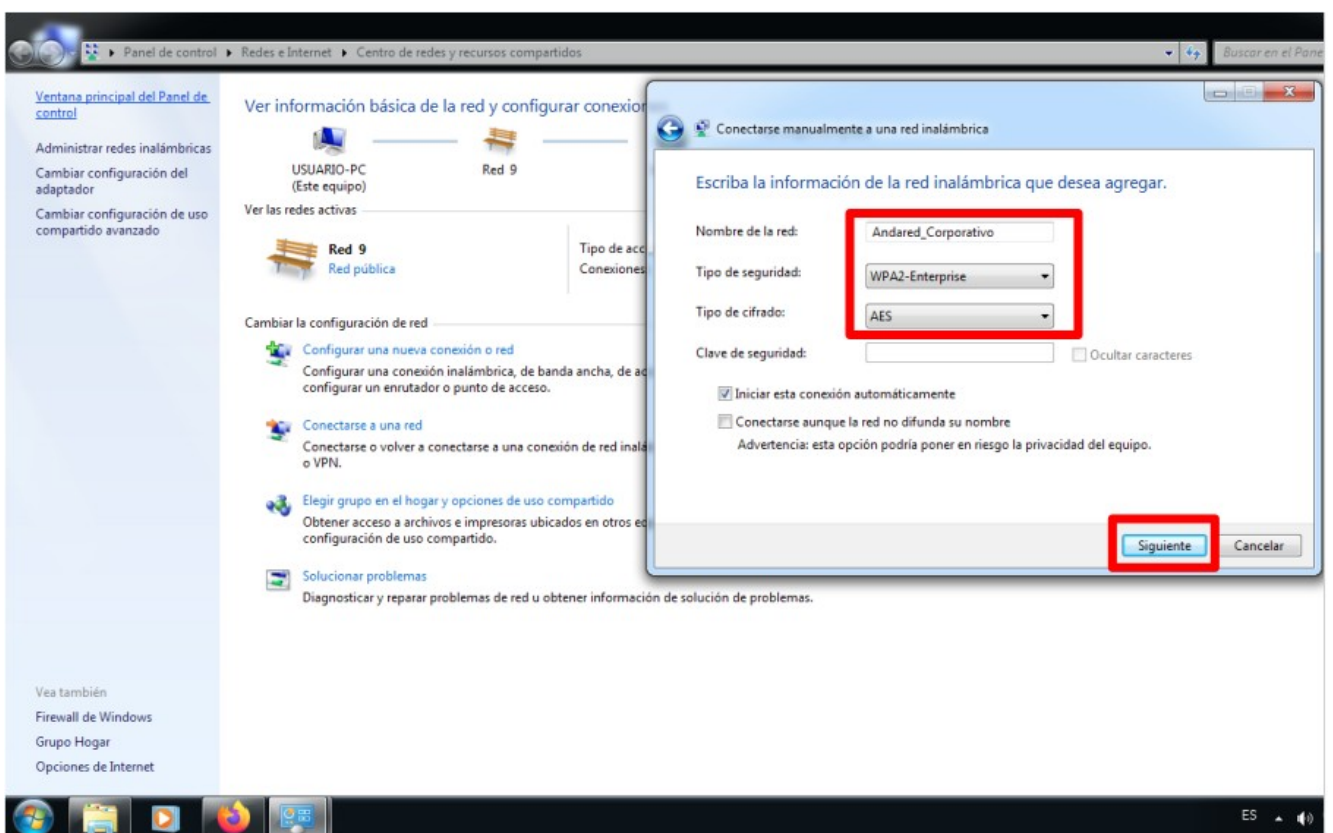 Panel de control ▸ Redes e Internet ▸ Centro de redes y recursos compartidos
Buscar en el Pane
Ventana principal del Panel de
control
Administrar redes inalámbricas
Cambiar configuración del
adaptador
Cambiar configuración de uso
compartido avanzado
Vea también
Firewall de Windows
Grupo Hogar
Opciones de Internet
Ver información básica de la red y configurar conexion
USUARIO-PC
(Este equipo)
Red 9
Ver las redes activas
Red 9
Red pública
Tipo de acc
Conexiones
Cambiar la configuración de red
Configurar una nueva conexión o red
Configurar una conexión inalámbrica, de banda ancha, de ac
configurar un enrutador o punto de acceso.
Conectarse a una red
Conectarse o volver a conectarse a una conexión de red inalá
o VPN.
Elegir grupo en el hogar y opciones de uso compartido
Obtener acceso a archivos e impresoras ubicados en otros eq
configuración de uso compartido.
Solucionar problemas
Diagnosticar y reparar problemas de red u obtener información de solución de problemas.
Conectarse manualmente a una red inalámbrica
Escriba la información de la red inalámbrica que desea agregar.
Nombre de la red: Andared_Corporativo
Tipo de seguridad: WPA2-Enterprise
Tipo de cifrado: AES
Clave de seguridad: Ocultar caracteres
Iniciar esta conexión automáticamente
Conectarse aunque la red no difunda su nombre
Advertencia: esta opción podría poner en riesgo la privacidad del equipo.
Siguiente Cancelar
ES